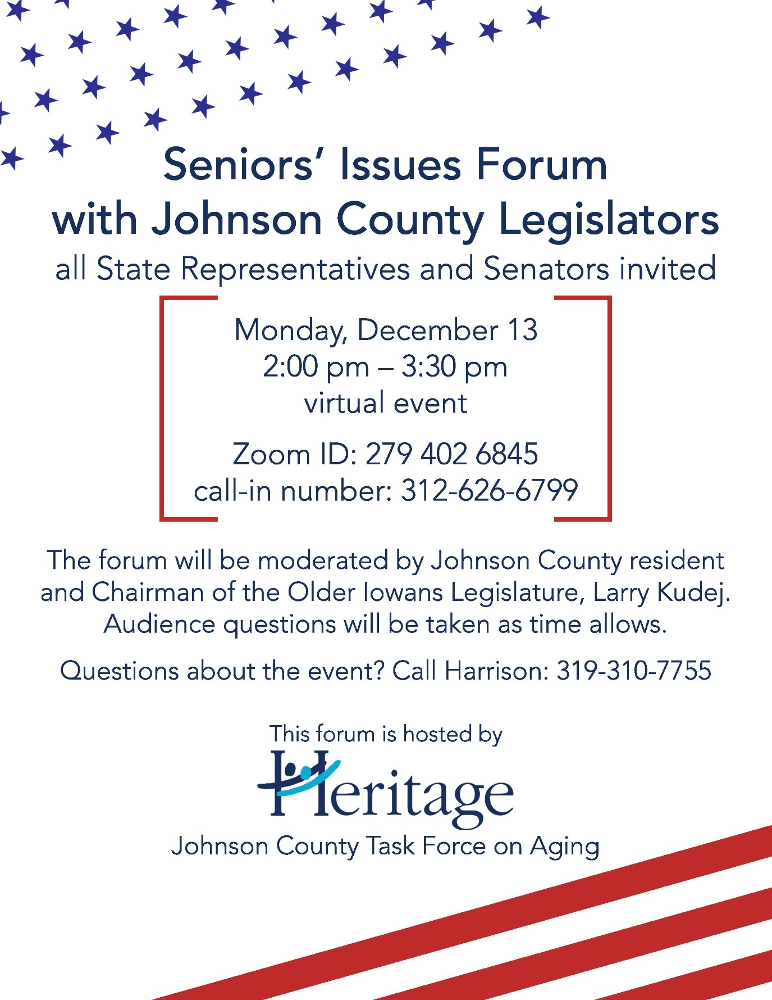 Seniors’ Issues Forum
with Johnson County Legislators
all State Representatives and Senators invited
Monday, December 13
2:00 pm – 3:30 pm
virtual event
Zoom ID: 279 402 6845
call-in number: 312-626-6799
The forum will be moderated by Johnson County resident
and Chairman of the Older Iowans Legislature, Larry Kudej.
Audience questions will be taken as time allows.
Questions about the event? Call Harrison: 319-310-7755
This forum is hosted by
Heritage
Johnson County Task Force on Aging